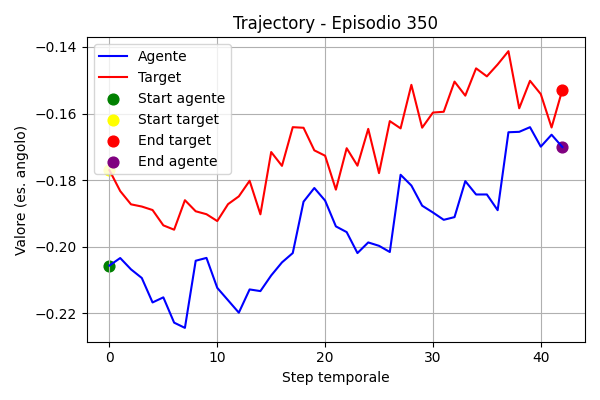 Trajectory - Episodio 350
Valore (es. angolo)
−0.14
−0.16
−0.18
−0.20
−0.22
Agente
Target
Start agente
Start target
End target
End agente
0
10
20
30
40
Step temporale